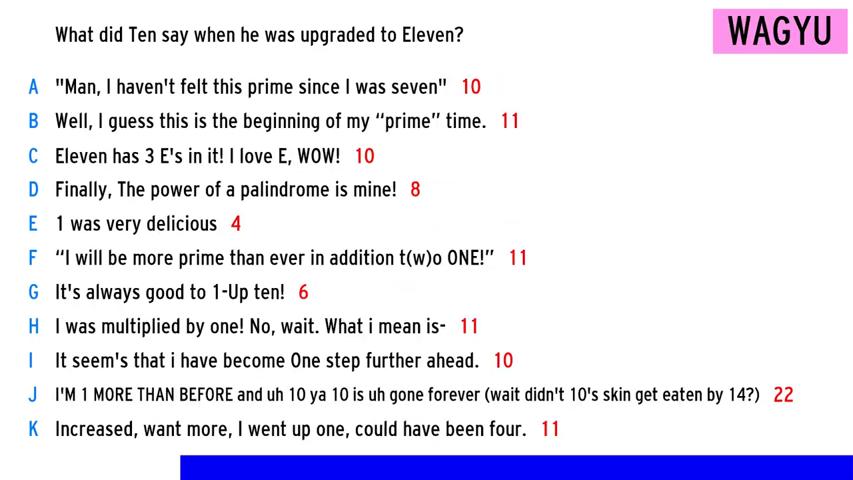 What did Ten say when he was upgraded to Eleven?
WAGYU
A "Man, I haven't felt this prime since I was seven" 10
B Well, I guess this is the beginning of my “prime” time. 11
C Eleven has 3 E's in it! I love E, WOW! 10
D Finally, The power of a palindrome is mine! 8
E 1 was very delicious 4
F “I will be more prime than ever in addition t(w)o ONE!” 11
G It's always good to 1-Up ten! 6
H I was multiplied by one! No, wait. What i mean is- 11
I It seem's that i have become One step further ahead. 10
J I'M 1 MORE THAN BEFORE and uh 10 ya 10 is uh gone forever (wait didn't 10's skin get eaten by 14?) 22
K Increased, want more, I went up one, could have been four. 11